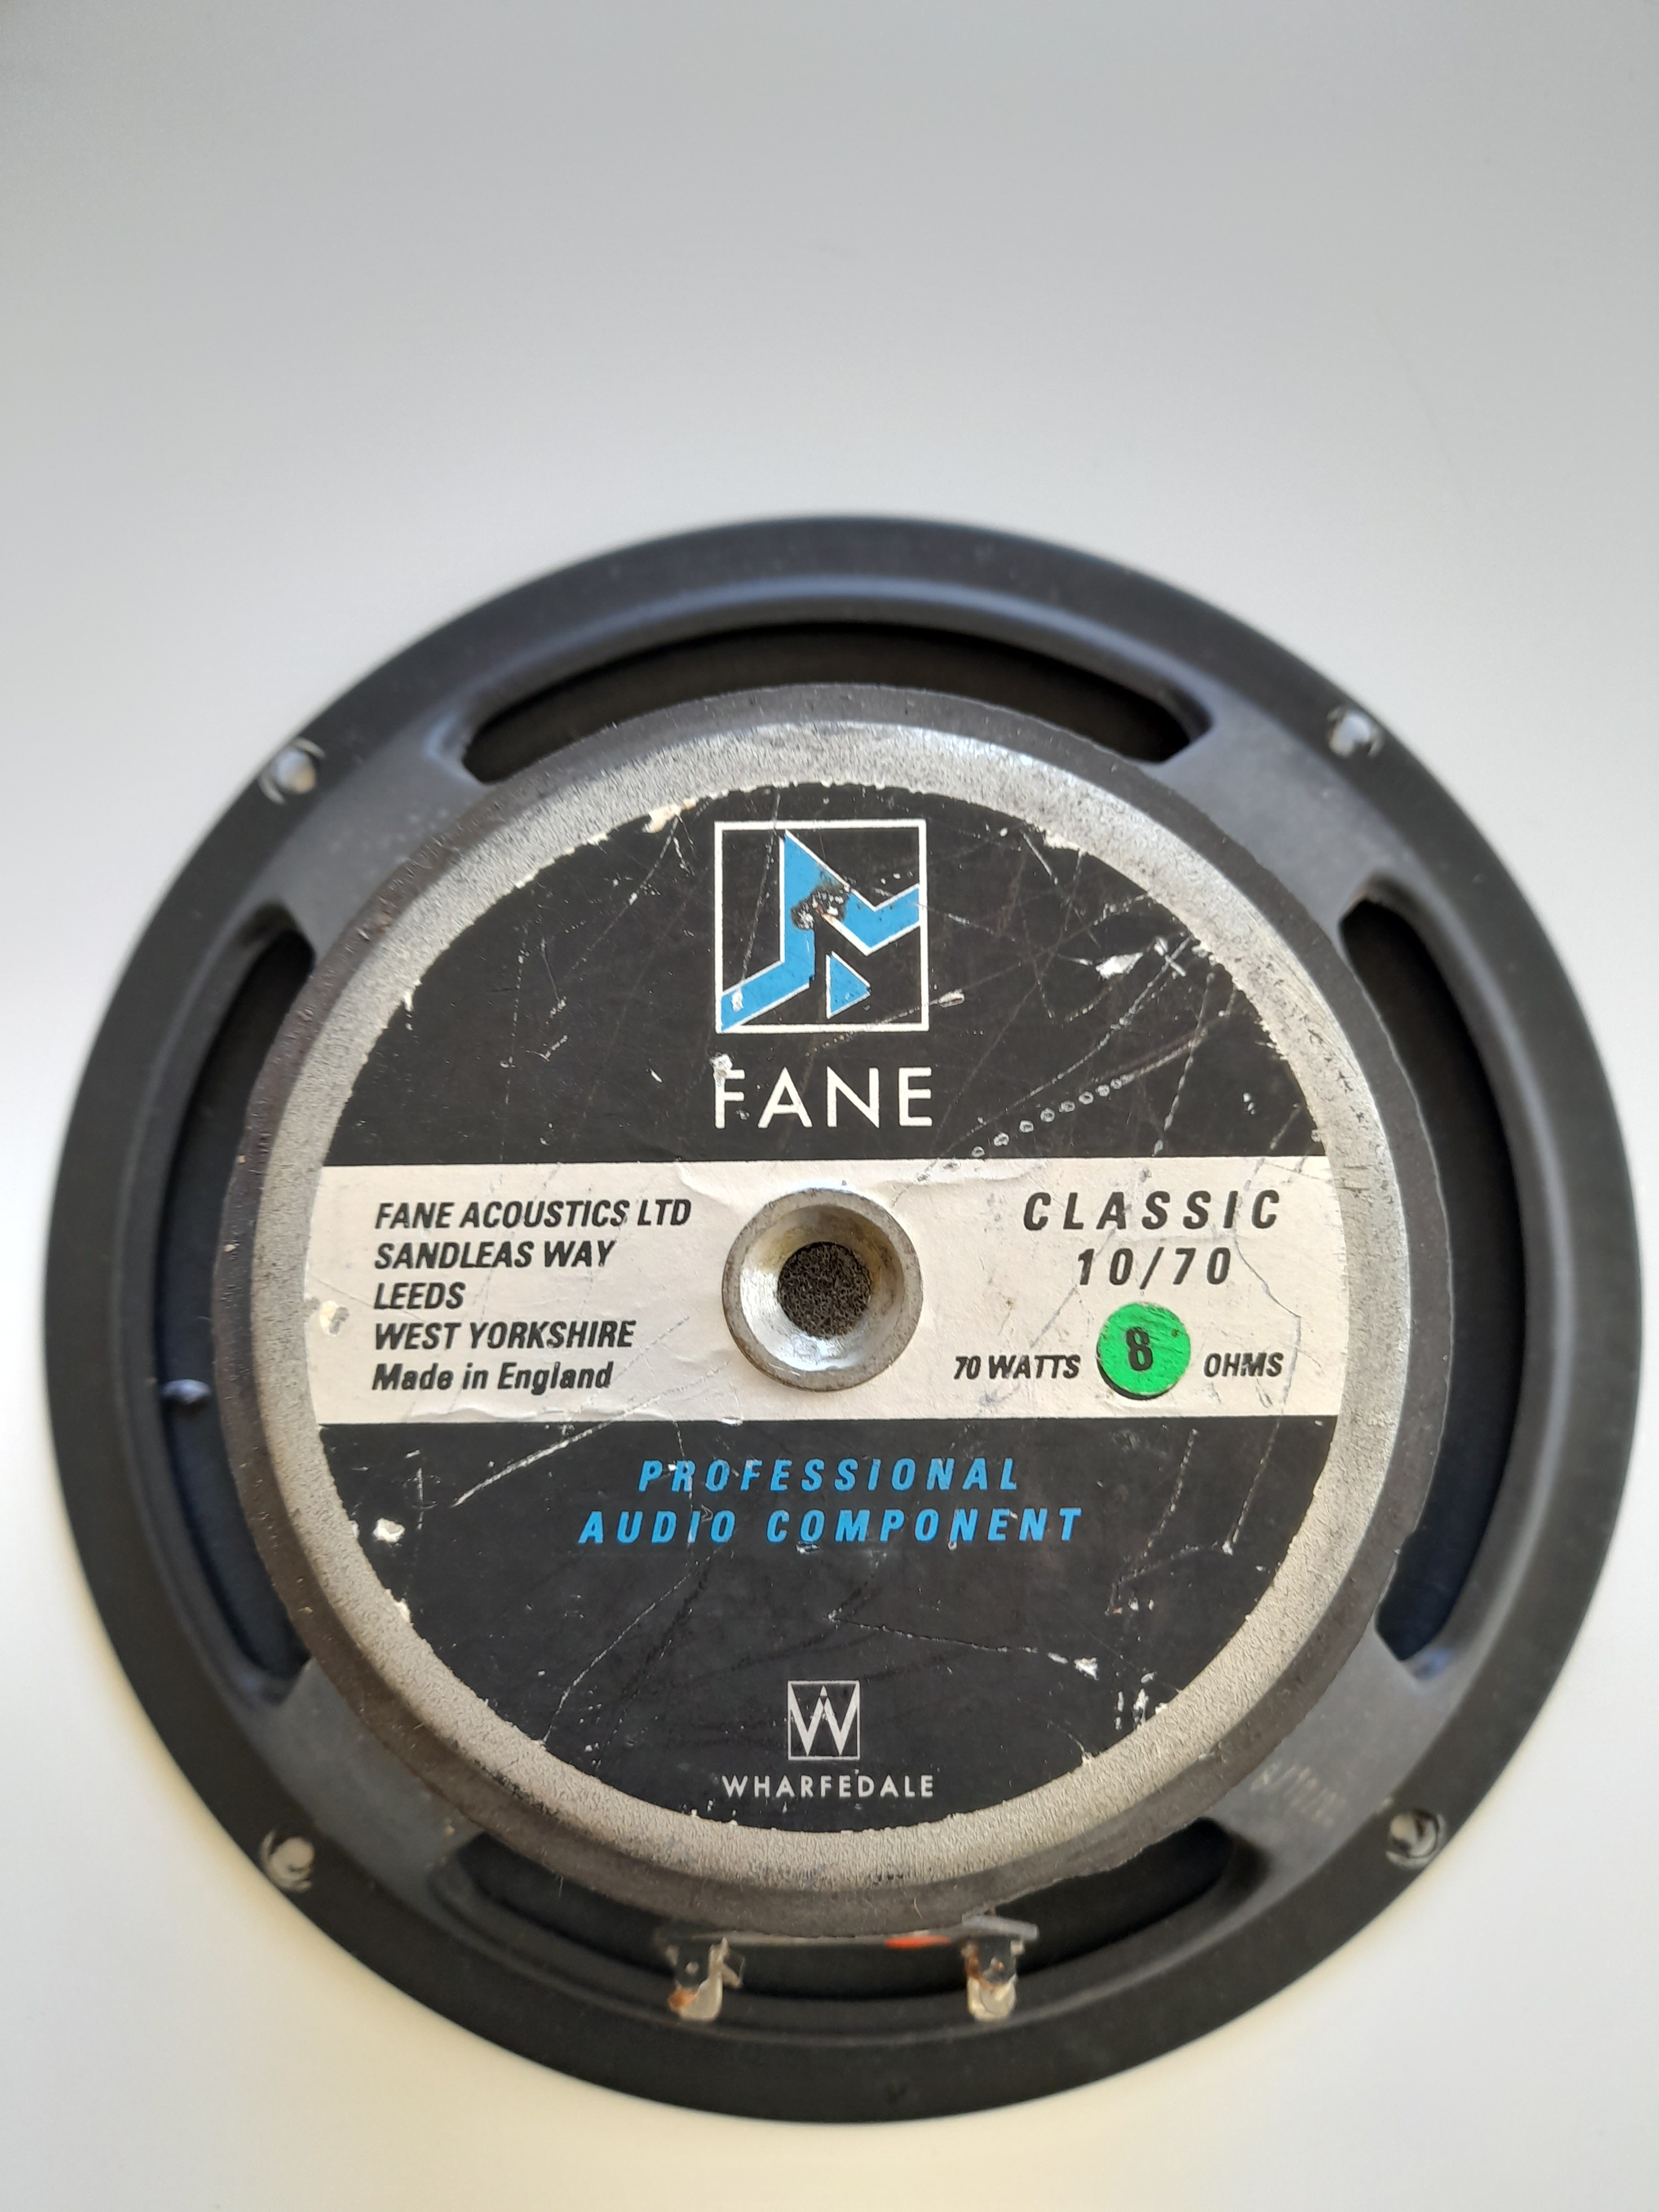 FANE
FANE ACOUSTICS LTD
SANDLEAS WAY
LEEDS
WEST YORKSHIRE
Made in England
CLASSIC
10/70
70 WATTS 8 OHMS
PROFESSIONAL
AUDIO COMPONENT
W
WHARFEDALE